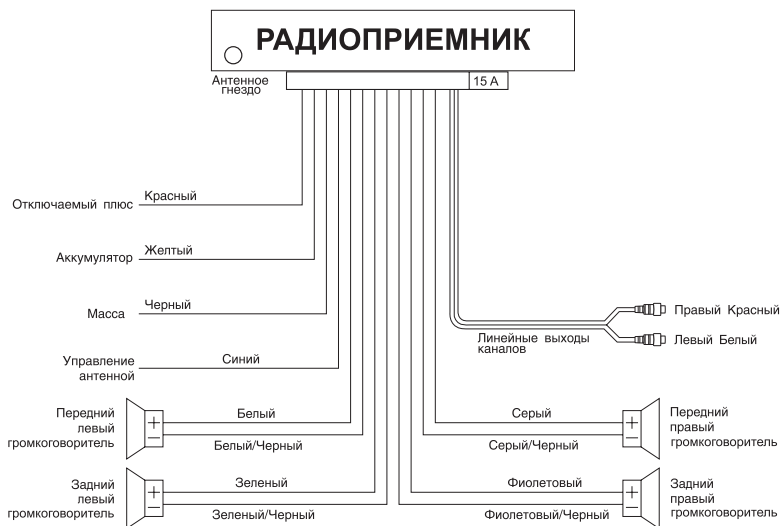 РАДИОПРИЕМНИК
Антенное
гнездо
15 А
Отключаемый плюс
Красный
Аккумулятор
Желтый
Масса
Черный
Управление
антенной
Синий
Правый Красный
Левый Белый
Линейные выходы
каналов
Передний
левый
громкоговоритель
+
−
Белый
Белый/Черный
Серый
Серый/Черный
+
−
Передний
правый
громкоговоритель
Задний
левый
громкоговоритель
+
−
Зеленый
Зеленый/Черный
Фиолетовый
Фиолетовый/Черный
+
−
Задний
правый
громкоговоритель